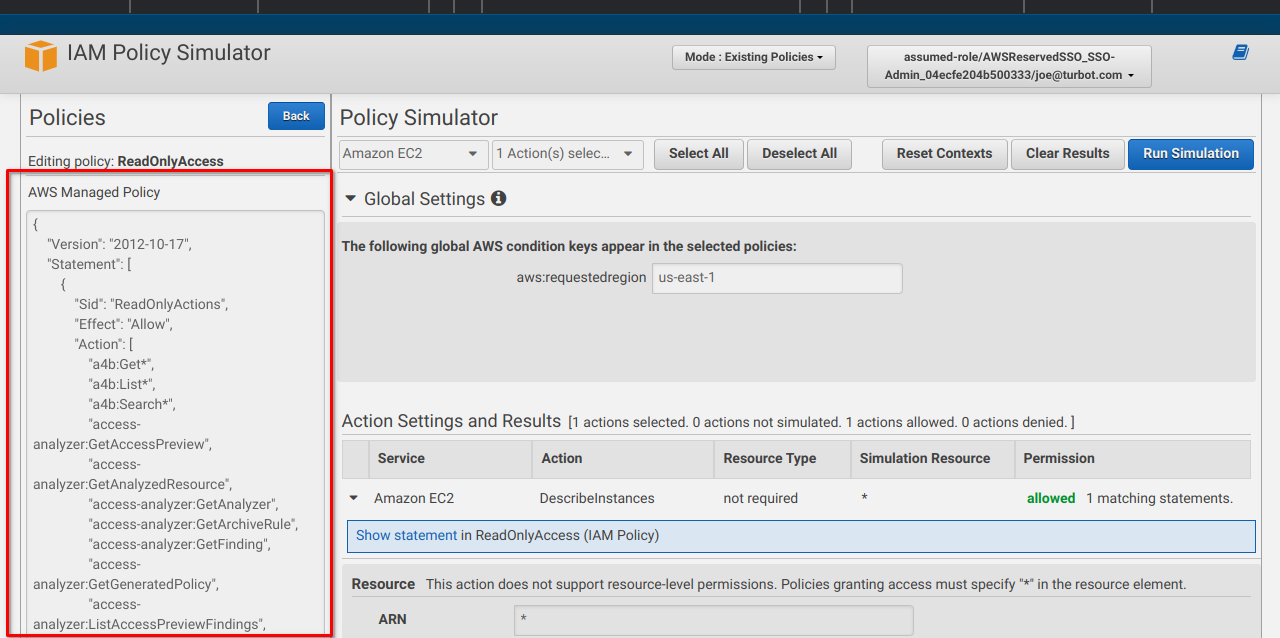 IAM Policy Simulator
Mode : Existing Policies
assumed-role/AWSReservedSSO_SSO-
Admin_04ecfe204b500333/joe@turbot.com
Policies
Back
Editing policy: ReadOnlyAccess
AWS Managed Policy
{
"Version": "2012-10-17",
"Statement": [
{
"Sid": "ReadOnlyActions",
"Effect": "Allow",
"Action": [
"a4b:Get*",
"a4b:List*",
"a4b:Search*",
"access-
analyzer:GetAccessPreview",
"access-
analyzer:GetAnalyzedResource",
"access-analyzer:GetAnalyzer",
"access-analyzer:GetArchiveRule",
"access-analyzer:GetFinding",
"access-
analyzer:GetGeneratedPolicy",
"access-
analyzer:ListAccessPreviewFindings",
Policy Simulator
Amazon EC2
1 Action(s) selec...
Select All
Deselect All
Reset Contexts
Clear Results
Run Simulation
Global Settings
The following global AWS condition keys appear in the selected policies:
aws:requestedregion us-east-1
Action Settings and Results [1 actions selected. 0 actions not simulated. 1 actions allowed. 0 actions denied. ]
Service Action Resource Type Simulation Resource Permission
Amazon EC2 DescribeInstances not required * allowed 1 matching statements.
Show statement in ReadOnlyAccess (IAM Policy)
Resource This action does not support resource-level permissions. Policies granting access must specify "*" in the resource element.
ARN *